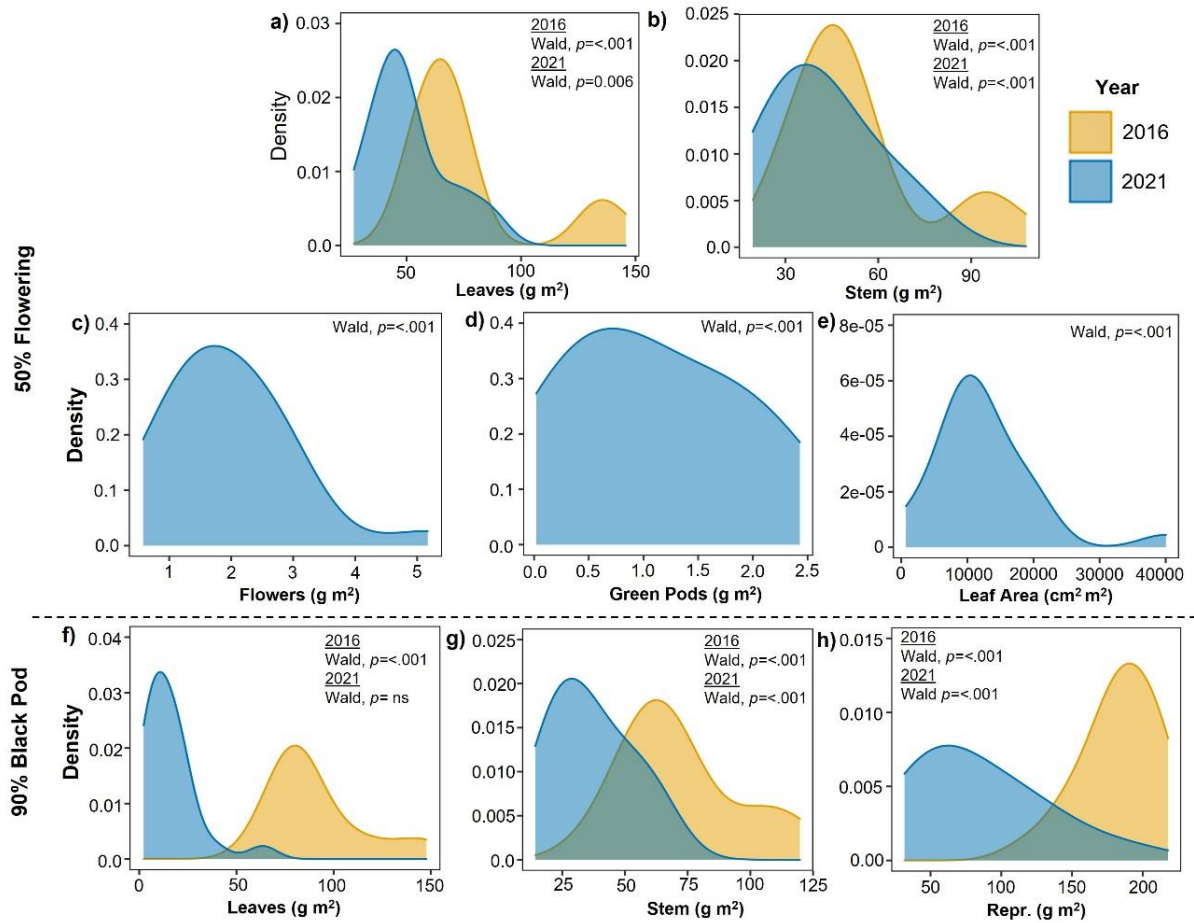 a)
2016
Wald, p=<.001
2021
Wald, p=0.006
0.03
0.02
0.01
0.0
Density
50
100
150
Leaves (g m²)
b)
2016
Wald, p=<.001
2021
Wald, p=<.001
0.025
0.020
0.015
0.010
0.005
0.0
30
60
90
Stem (g m²)
Year
2016
2021
50% Flowering
c)
Wald, p=<.001
0.4
0.3
0.2
0.1
0.0
Density
1
2
3
4
5
Flowers (g m²)
d)
Wald, p=<.001
0.4
0.3
0.2
0.1
0.0
0.0
0.5
1.0
1.5
2.0
2.5
Green Pods (g m²)
e)
Wald, p=<.001
8e-05
6e-05
4e-05
2e-05
0
0
10000
20000
30000
40000
Leaf Area (cm² m²)
90% Black Pod
f)
2016
Wald, p=<.001
2021
Wald, p= ns
0.04
0.03
0.02
0.01
0.0
Density
0
50
100
150
Leaves (g m²)
g)
2016
Wald, p=<.001
2021
Wald, p=<.001
0.025
0.020
0.015
0.010
0.005
0.00
25
50
75
100
125
Stem (g m²)
h)
2016
Wald, p=<.001
2021
Wald p=<.001
0.015
0.010
0.005
0.00
50
100
150
200
Repr. (g m²)